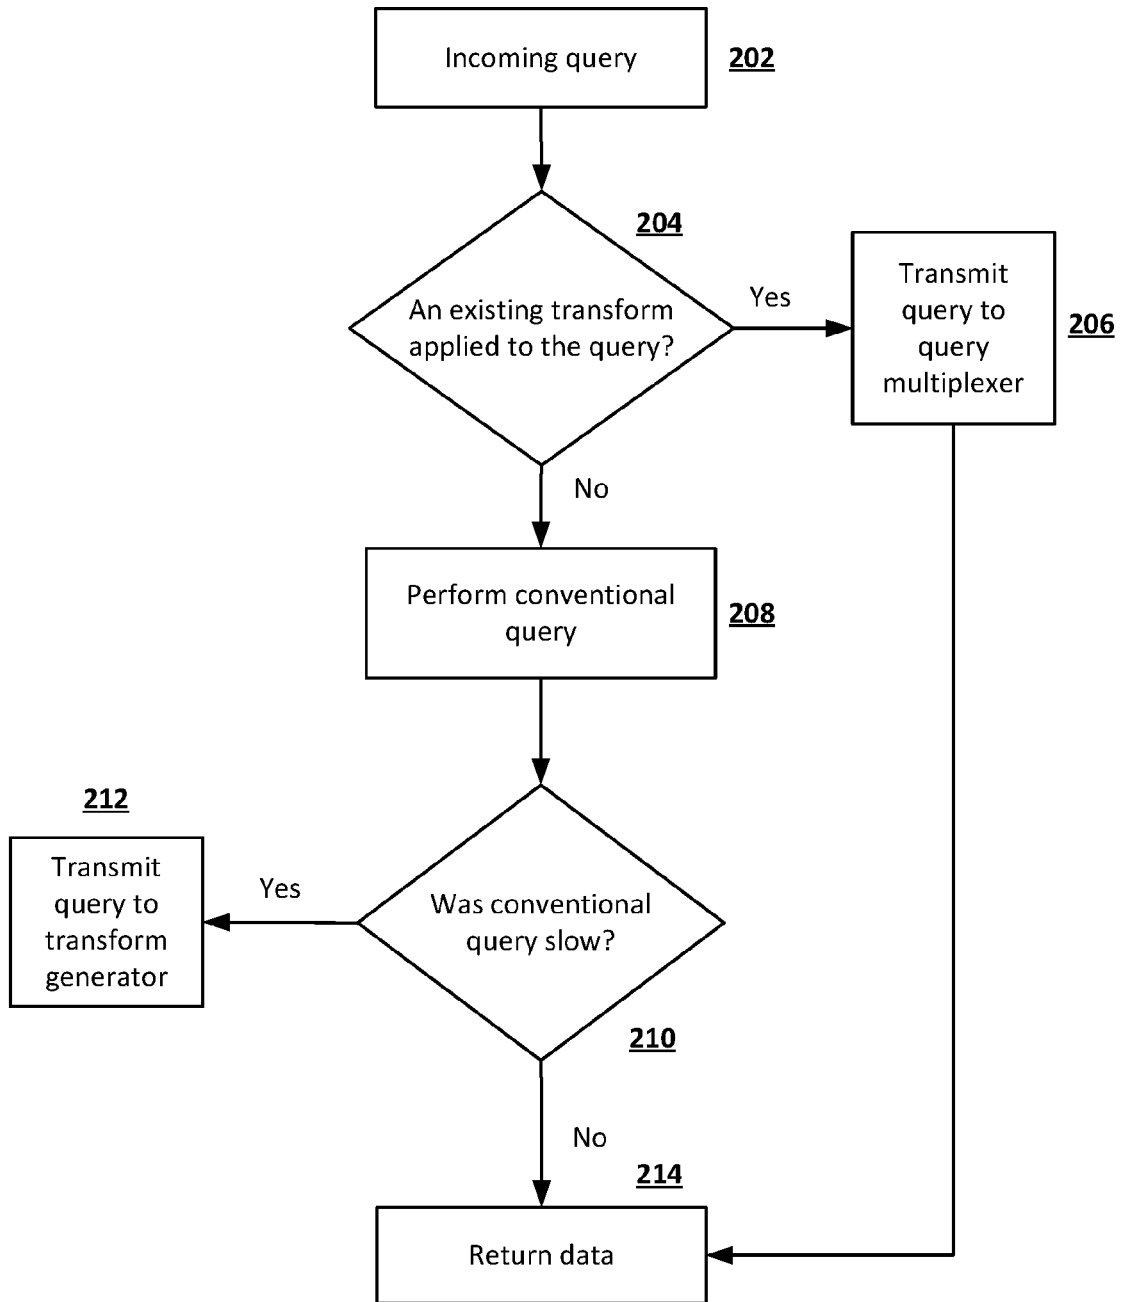 Incoming query
202
204
An existing transform
applied to the query?
Yes
Transmit
query to
query
multiplexer
206
No
Perform conventional
query
208
212
Transmit
query to
transform
generator
Yes
Was conventional
query slow?
210
No
214
Return data